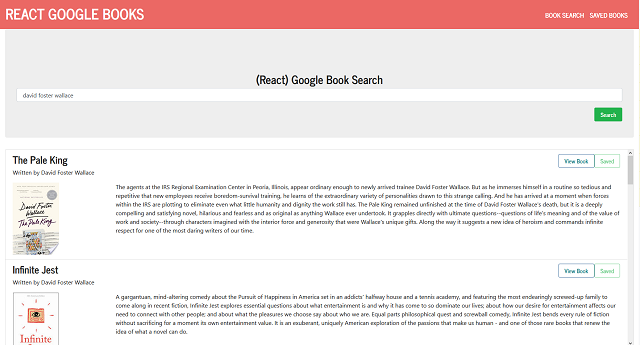 REACT GOOGLE BOOKS
BOOK SEARCH SAVED BOOKS
(React) Google Book Search
david foster wallace
Search
The Pale King
View Book Saved
Written by David Foster Wallace
David Foster Wallace
The Pale King
The agents at the IRS Regional Examination Center in Peoria, Illinois, appear ordinary enough to newly arrived trainee David Foster Wallace. But as he immerses himself in a routine so tedious and
repetitive that new employees receive boredom-survival training, he learns of the extraordinary variety of personalities drawn to this strange calling. And he has arrived at a moment when forces
within the IRS are plotting to eliminate even what little humanity and dignity the work still has. The Pale King remained unfinished at the time of David Foster Wallace's death, but it is a deeply
compelling and satisfying novel, hilarious and fearless and as original as anything Wallace ever undertook. It grapples directly with ultimate questions--questions of life's meaning and of the value of
work and society--through characters imagined with the interior force and generosity that were Wallace's unique gifts. Along the way it suggests a new idea of heroism and commands infinite
respect for one of the most daring writers of our time.
Infinite Jest
View Book Saved
Written by David Foster Wallace
Infinite
A gargantuan, mind-altering comedy about the Pursuit of Happiness in America set in an addicts' halfway house and a tennis academy, and featuring the most endearingly screwed-up family to
come along in recent fiction, Infinite Jest explores essential questions about what entertainment is and why it has come to so dominate our lives; about how our desire for entertainment affects our
need to connect with other people; and about what the pleasures we choose say about who we are. Equal parts philosophical quest and screwball comedy, Infinite Jest bends every rule of fiction
without sacrificing for a moment its own entertainment value. It is an exuberant, uniquely American exploration of the passions that make us human - and one of those rare books that renew the
idea of what a novel can do.